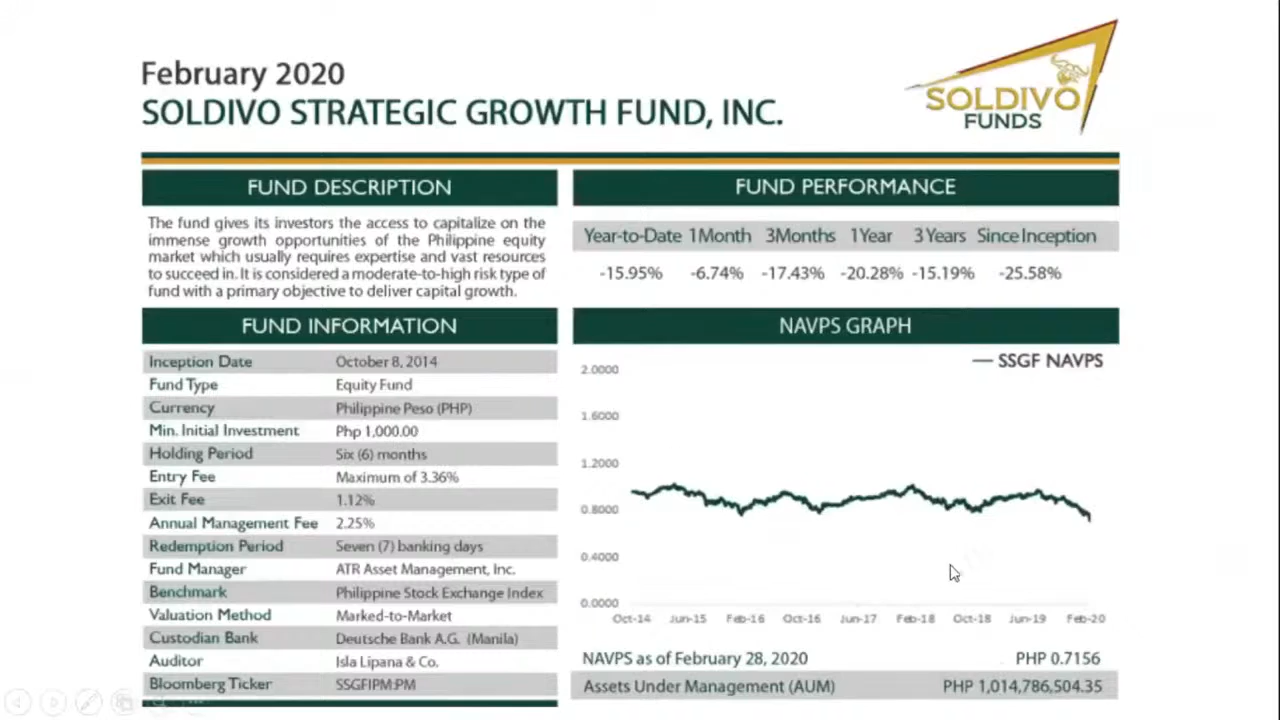 February 2020
SOLDIVO STRATEGIC GROWTH FUND, INC.
SOLDIVO
FUNDS
FUND DESCRIPTION
The fund gives its investors the access to capitalize on the
immense growth opportunities of the Philippine equity
market which usually requires expertise and vast resources
to succeed in. It is considered a moderate-to-high risk type of
fund with a primary objective to deliver capital growth.
FUND INFORMATION
Inception Date October 8, 2014
Fund Type Equity Fund
Currency Philippine Peso (PHP)
Min. Initial Investment Php 1,000.00
Holding Period Six (6) months
Entry Fee Maximum of 3.36%
Exit Fee 1.12%
Annual Management Fee 2.25%
Redemption Period Seven (7) banking days
Fund Manager ATR Asset Management, Inc.
Benchmark Philippine Stock Exchange Index
Valuation Method Marked-to-Market
Custodian Bank Deutsche Bank A.G. (Manila)
Auditor Isla Lipana & Co.
Bloomberg Ticker SSGFIPM:PM
FUND PERFORMANCE
Year-to-Date 1 Month 3 Months 1 Year 3 Years Since Inception
-15.95% -6.74% -17.43% -20.28% -15.19% -25.58%
NAVPS GRAPH
SSGF NAVPS
2.0000
1.6000
1.2000
0.8000
0.4000
0.0000
Oct-14 Jun-15 Feb-16 Oct-16 Jun-17 Feb-18 Oct-18 Jun-19 Feb-20
NAVPS as of February 28, 2020 PHP 0.7156
Assets Under Management (AUM) PHP 1,014,786,504.35